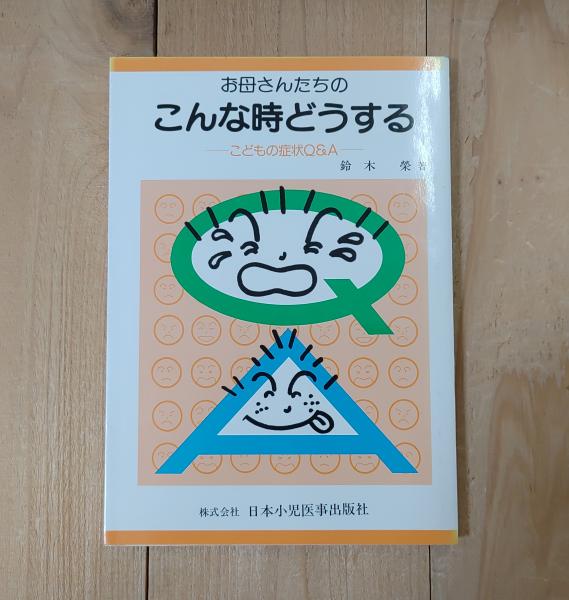 お母さんたちの
こんな時どうする
―こどもの症状Q&A―
鈴木 榮 著
Q
A
株式会社 日本小児医事出版社